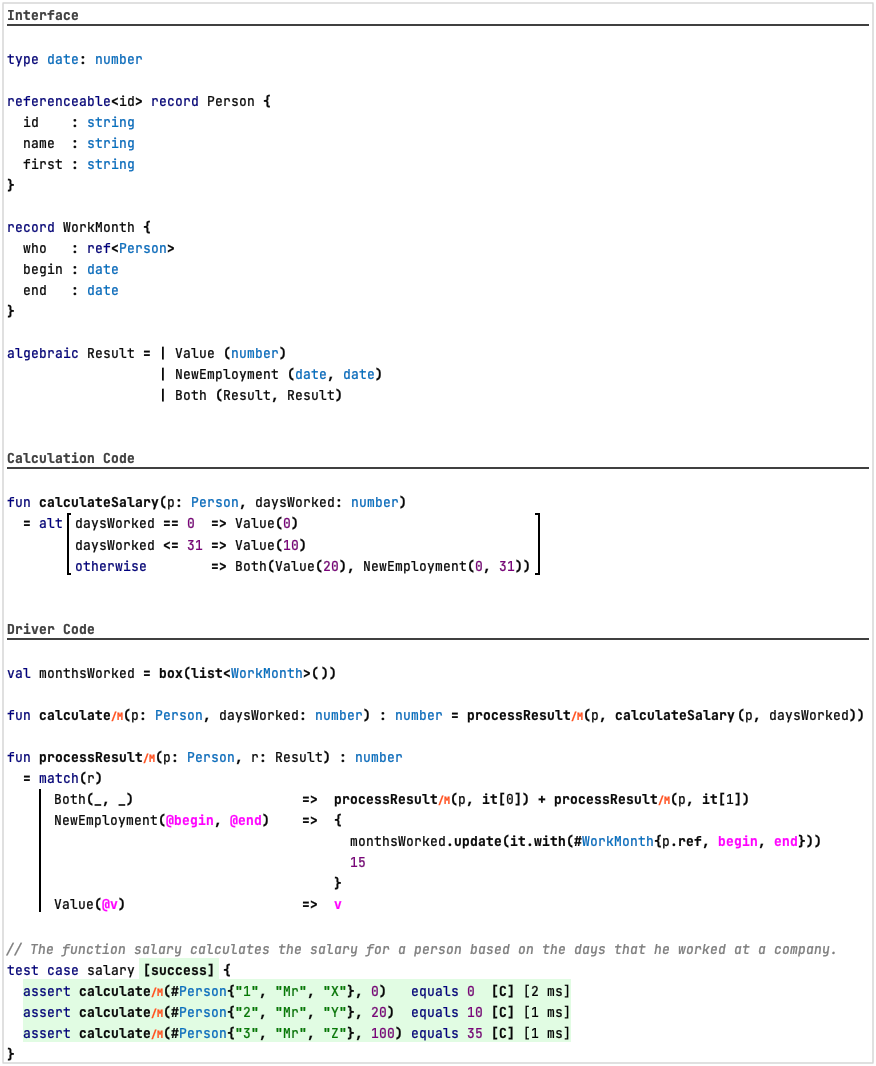 Interface
type date: number
referenceable<id> record Person {
  id    : string
  name  : string
  first : string
}
record WorkMonth {
  who   : ref<Person>
  begin : date
  end   : date
}
algebraic Result = | Value (number)
                   | NewEmployment (date, date)
                   | Both (Result, Result)
Calculation Code
fun calculateSalary(p: Person, daysWorked: number)
  = alt [daysWorked == 0  => Value(0)
         daysWorked <= 31 => Value(10)
         otherwise        => Both(Value(20), NewEmployment(0, 31))]
Driver Code
val monthsWorked = box(list<WorkMonth>())
fun calculate/M(p: Person, daysWorked: number) : number = processResult/M(p, calculateSalary(p, daysWorked))
fun processResult/M(p: Person, r: Result) : number
  = match(r)
      Both(_, _)                     =>  processResult/M(p, it[0]) + processResult/M(p, it[1])
      NewEmployment(@begin, @end)    =>  {
                                           monthsWorked.update(it.with(#WorkMonth{p.ref, begin, end}))
                                           15
                                         }
      Value(@v)                      =>  v
// The function salary calculates the salary for a person based on the days that he worked at a company.
test case salary [success] {
  assert calculate/M(#Person{"1", "Mr", "X"}, 0)   equals 0  [C] [2 ms]
  assert calculate/M(#Person{"2", "Mr", "Y"}, 20)  equals 10 [C] [1 ms]
  assert calculate/M(#Person{"3", "Mr", "Z"}, 100) equals 35 [C] [1 ms]
}